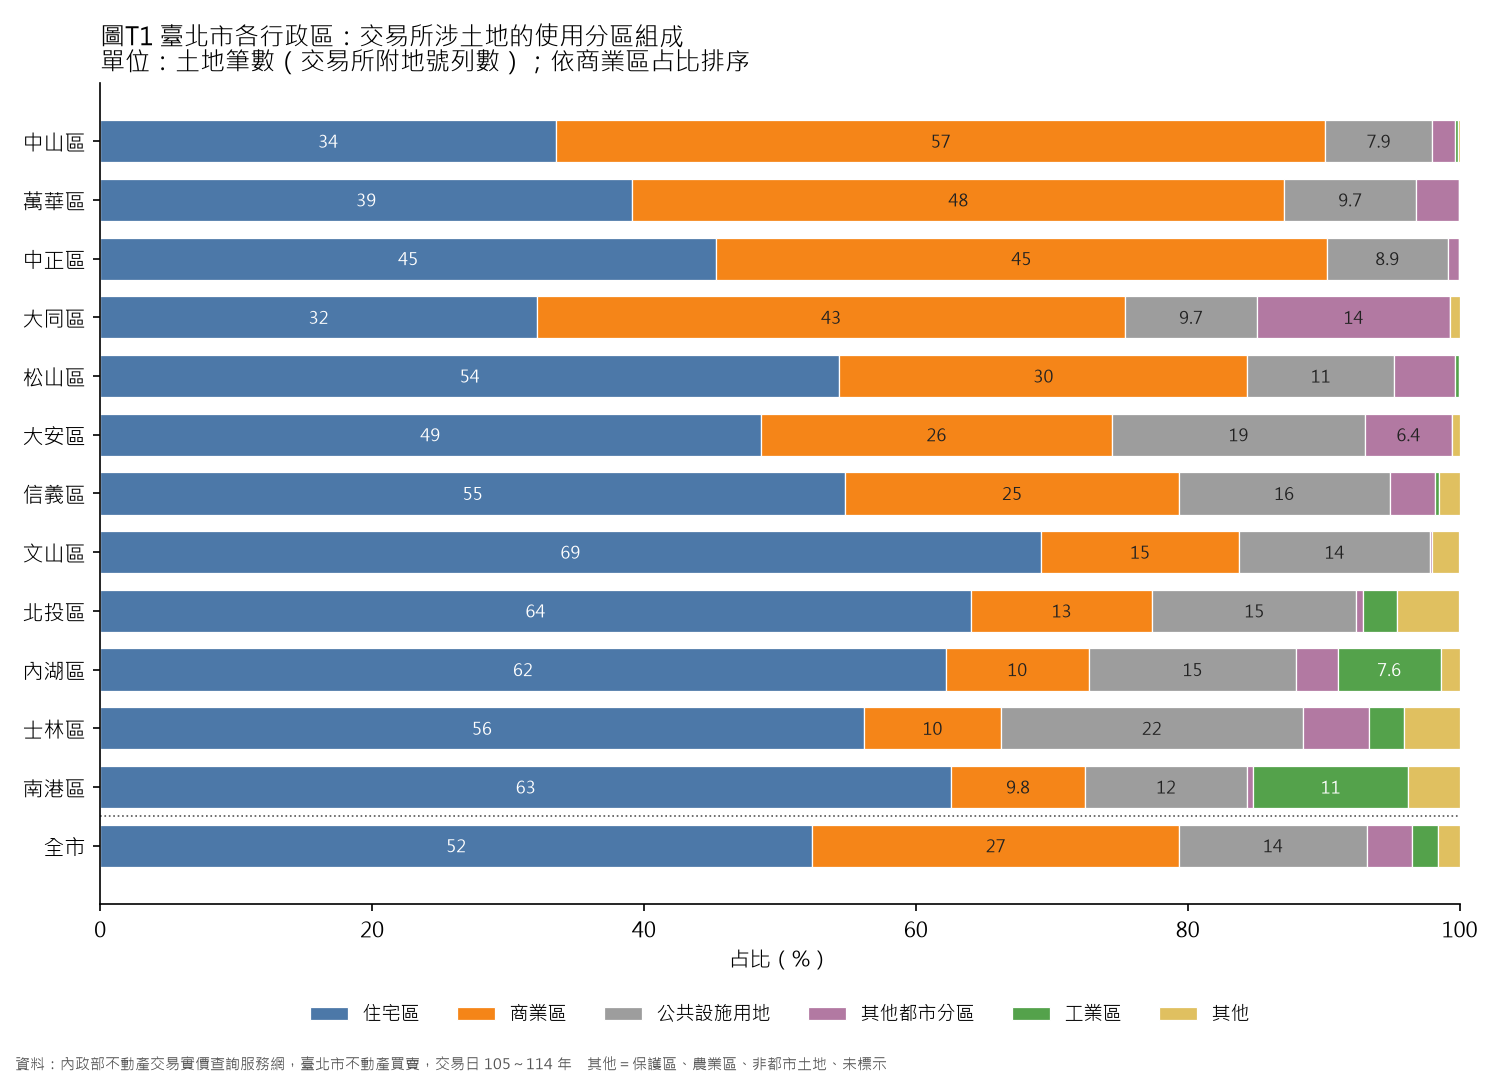 圖T1 臺北市各行政區：交易所涉土地的使用分區組成
單位：土地筆數（交易所附地號列數）；依商業區占比排序
中山區 34 57 7.9
萬華區 39 48 9.7
中正區 45 45 8.9
大同區 32 43 9.7 14
松山區 54 30 11
大安區 49 26 19 6.4
信義區 55 25 16
文山區 69 15 14
北投區 64 13 15
內湖區 62 10 15 7.6
士林區 56 10 22
南港區 63 9.8 12 11
全市 52 27 14
0 20 40 60 80 100
占比（%）
住宅區 商業區 公共設施用地 其他都市分區 工業區 其他
資料：內政部不動產交易實價查詢服務網，臺北市不動產買賣，交易日 105～114 年　其他＝保護區、農業區、非都市土地、未標示